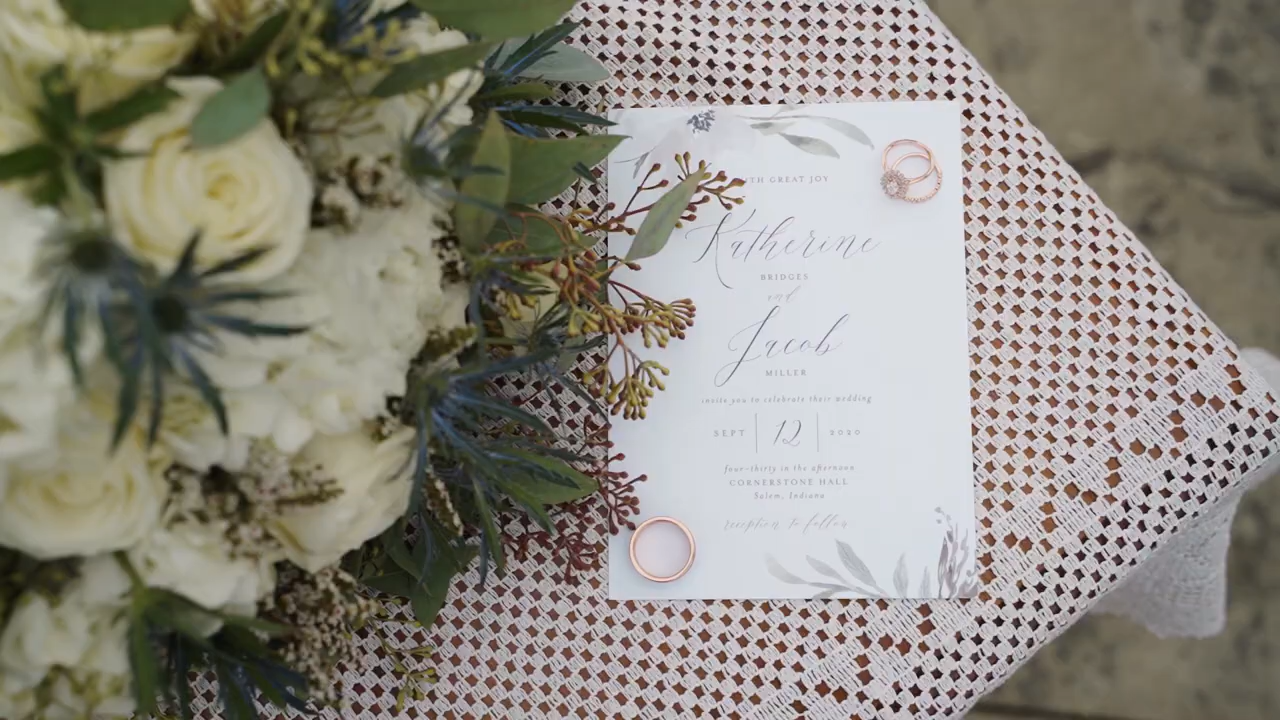 WITH GREAT JOY
Katherine
BRIDGES
and
Jacob
MILLER
invite you to celebrate their wedding
SEPT 12 2020
four-thirty in the afternoon
CORNERSTONE HALL
Salem, Indiana
reception to follow